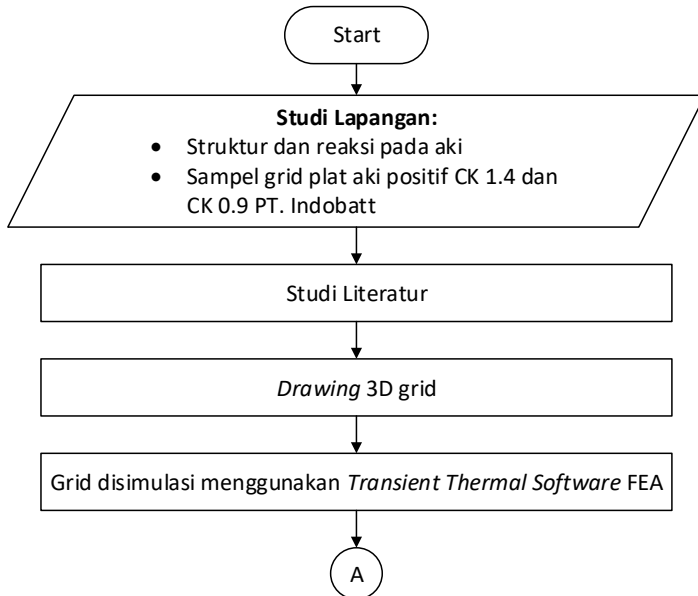 Start
Studi Lapangan:
• Struktur dan reaksi pada aki
• Sampel grid plat aki positif CK 1.4 dan
CK 0.9 PT. Indobatt
Studi Literatur
Drawing 3D grid
Grid disimulasi menggunakan Transient Thermal Software FEA
A